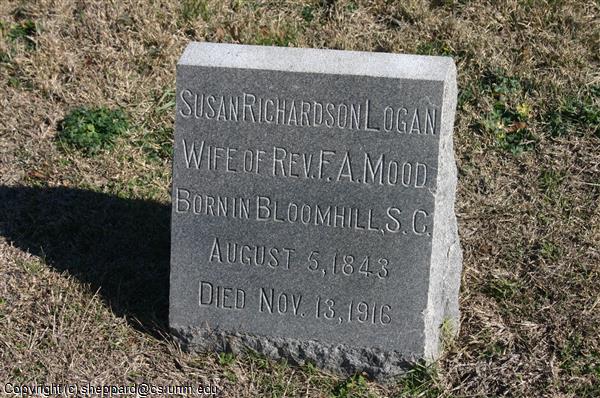 SUSAN RICHARDSON LOGAN
WIFE OF REV. F. A. MOOD
BORN IN BLOOMHILL, S. C.
AUGUST 5, 1843
DIED NOV. 13, 1916
Copyright (c) sheppard@cs.unm.edu